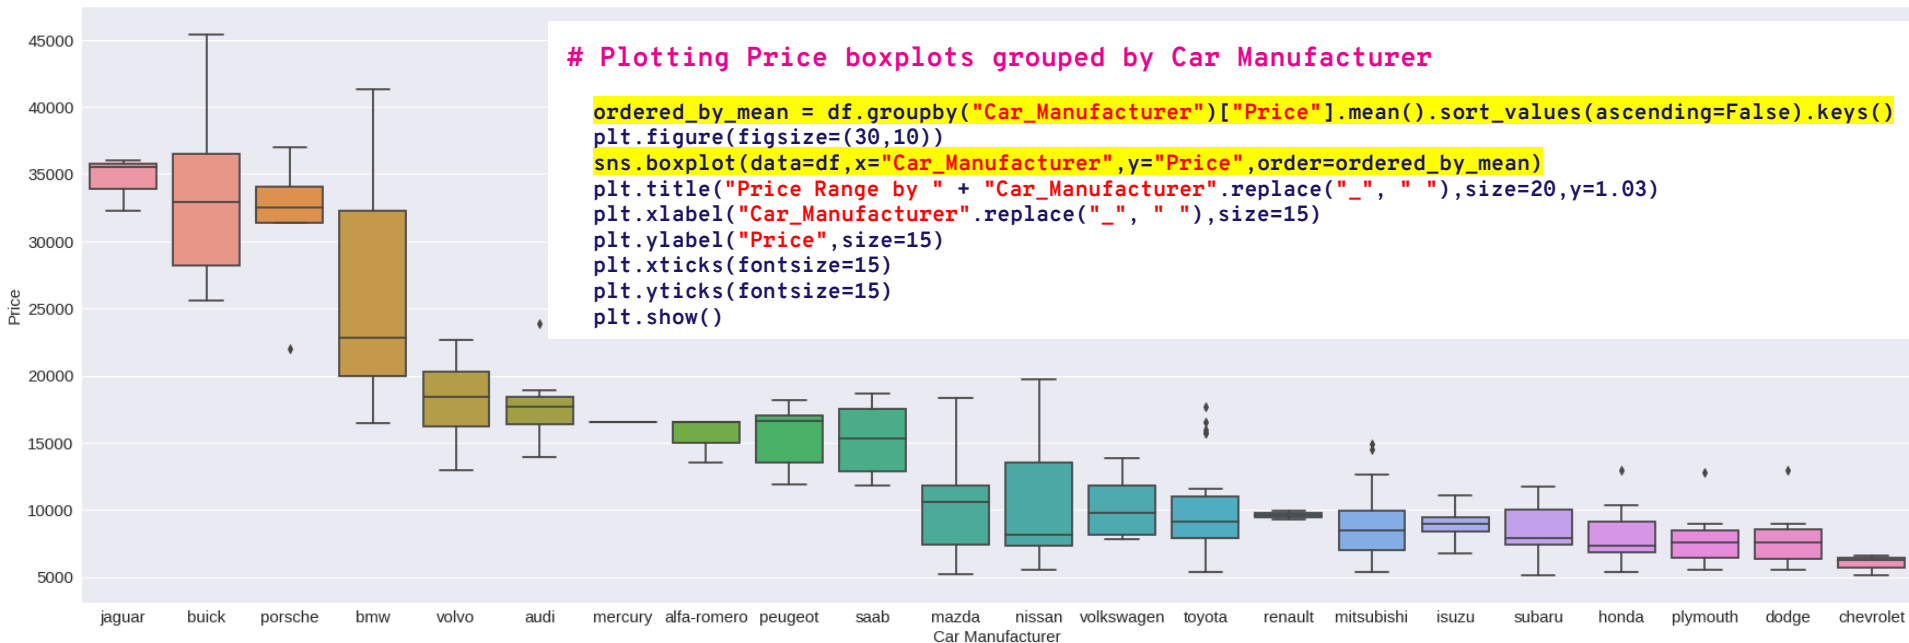 # Plotting Price boxplots grouped by Car Manufacturer
ordered_by_mean = df.groupby("Car_Manufacturer")["Price"].mean().sort_values(ascending=False).keys()
plt.figure(figsize=(30,10))
sns.boxplot(data=df,x="Car_Manufacturer",y="Price",order=ordered_by_mean)
plt.title("Price Range by " + "Car_Manufacturer".replace("_", " "),size=20,y=1.03)
plt.xlabel("Car_Manufacturer".replace("_", " "),size=15)
plt.ylabel("Price",size=15)
plt.xticks(fontsize=15)
plt.yticks(fontsize=15)
plt.show()
45000
40000
35000
30000
25000
20000
15000
10000
5000
Price
jaguar buick porsche bmw volvo audi mercury alfa-romero peugeot saab mazda nissan volkswagen toyota renault mitsubishi isuzu subaru honda plymouth dodge chevrolet
Car Manufacturer